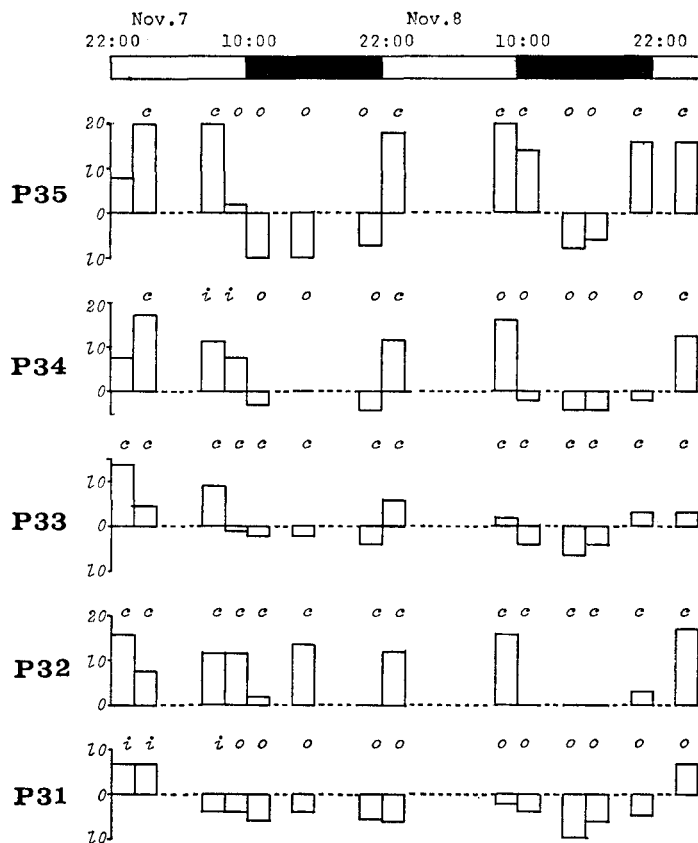 Nov.7 Nov.8
22:00 10:00 22:00 10:00 22:00
c c o o o o c c c o o c c
20
10
P35
0
10
c i i o o o c o o o o o c
20
10
P34
0
c c c c c c c c c c c c c c
10
P33
0
10
c c c c c c c c c c c c c c
20
10
P32
0
i i i o o o o o o o o o o o
10
P31
0
10